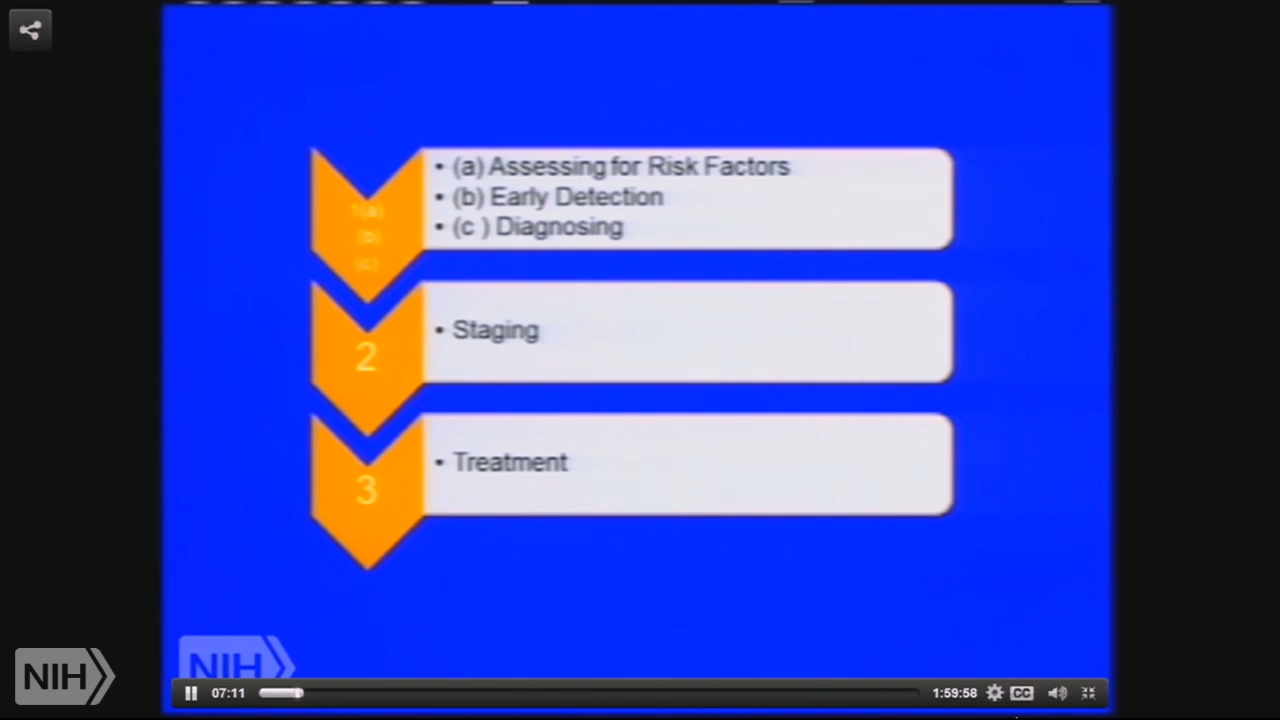 1(a)
(b)
(c)
• (a) Assessing for Risk Factors
• (b) Early Detection
• (c ) Diagnosing
2
• Staging
3
• Treatment
NIH
NIH
07:11
1:59:58
CC